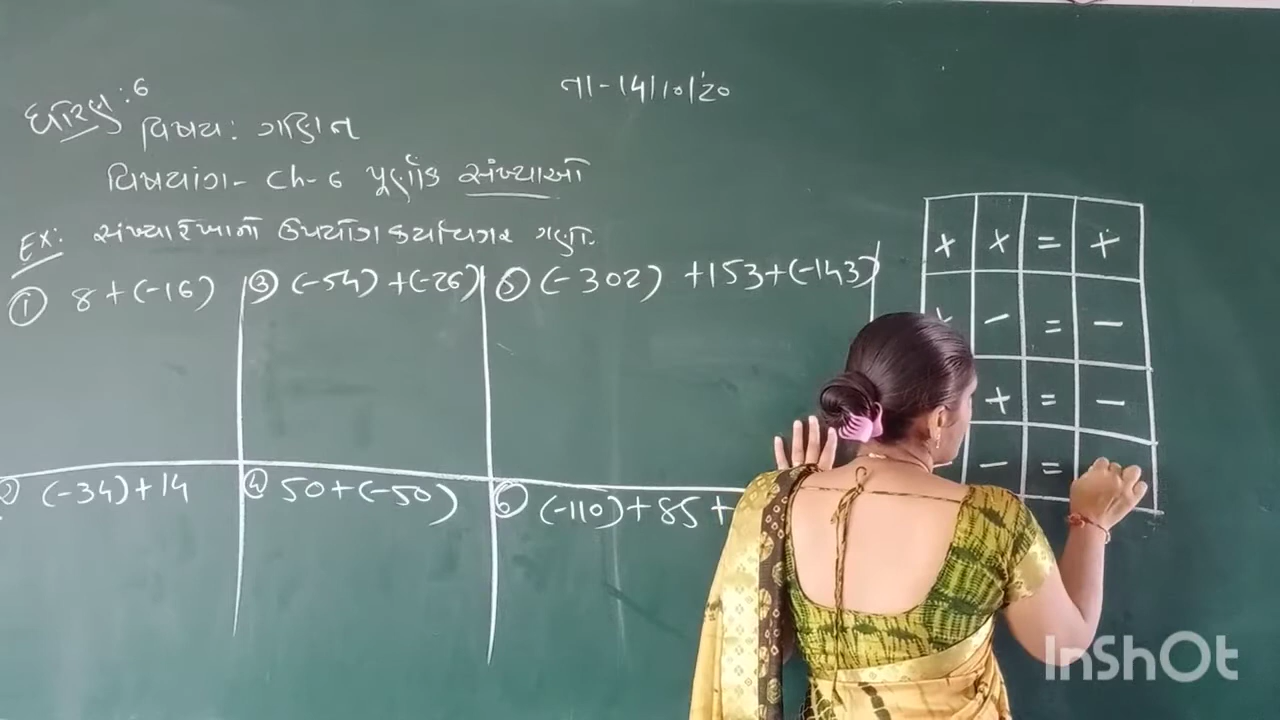 તા-14/10/20
ધોરણ : 6
વિષય : ગણિત
વિષયાંગ- Ch-6 પૂર્ણાંક સંખ્યાઓ
Ex: સંખ્યારેખાનો ઉપયોગ કર્યા વગર ગણો.
① 8+(-16)
③ (-54)+(-26)
⑤ (-302) +153+(-143)
② (-34)+14
④ 50+(-50)
⑥ (-110)+85+
+ + = +
+ - = -
+ = -
- =
InShOt